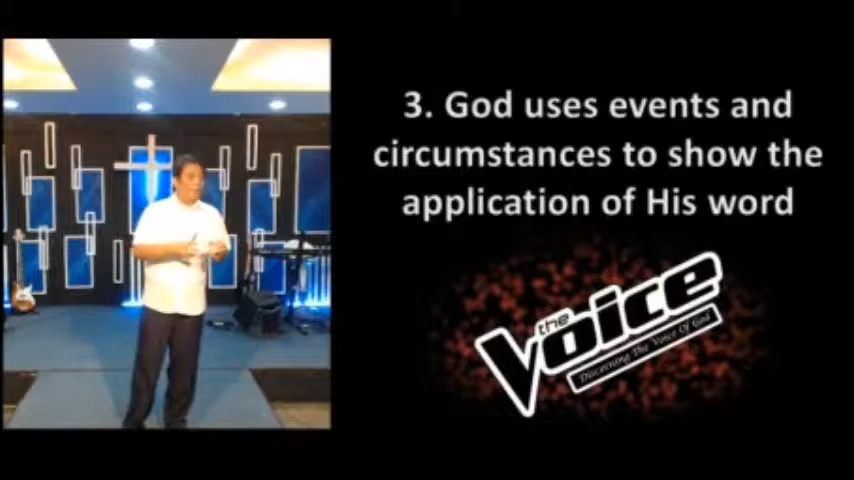 3. God uses events and
circumstances to show the
application of His word
the
Voice
Discerning The Voice Of God